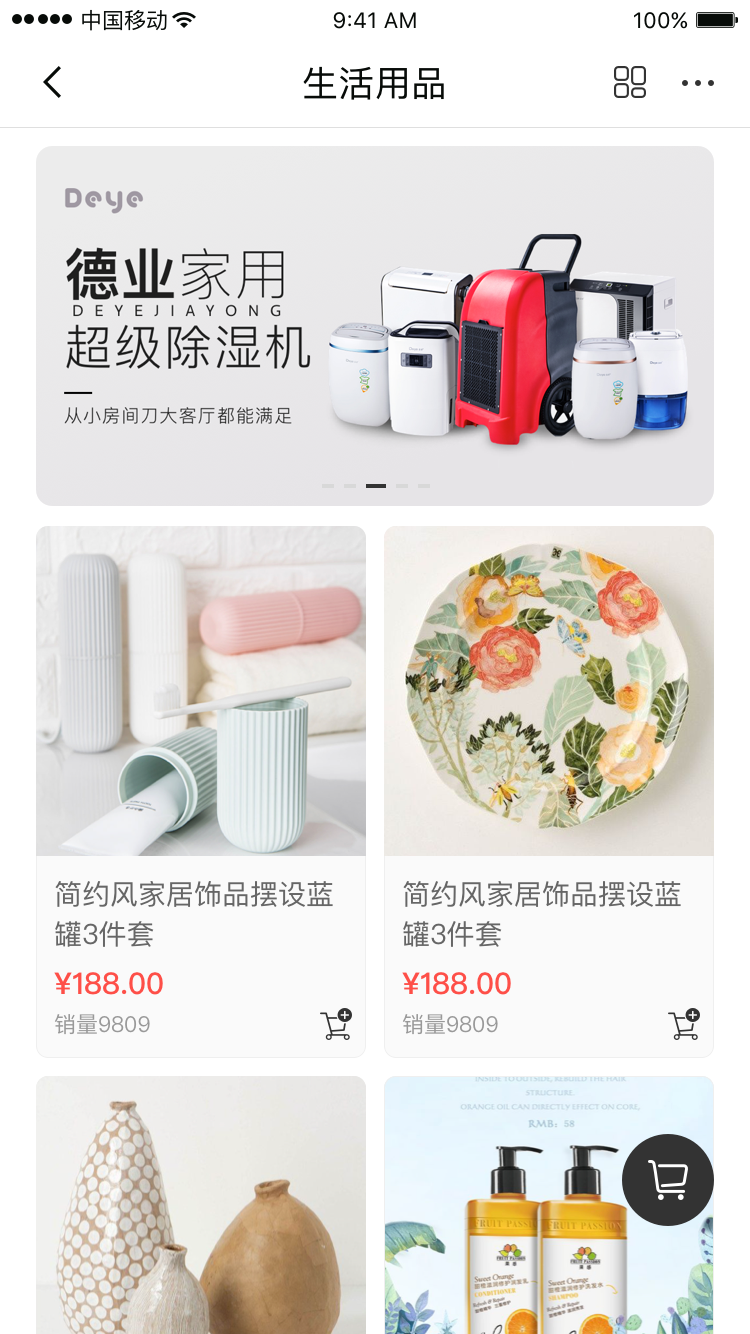 中国移动
9:41 AM
100%
生活用品
Deye
德业家用
DEYEJIAYONG
超级除湿机
从小房间刀大客厅都能满足
简约风家居饰品摆设蓝
罐3件套
¥188.00
销量9809
简约风家居饰品摆设蓝
罐3件套
¥188.00
销量9809
INSIDE TO OUTSIDE, REBUILD THE HAIR
STRUCTURE.
ORANGE OIL CAN DIRECTLY EFFECT ON CORE,
RMB: 58
FRUIT PASSION
Sweet Orange
CONDITIONER
Refresh & Repair
FRUIT PASSION
Sweet Orange
SHAMPOO
Refresh & Repair